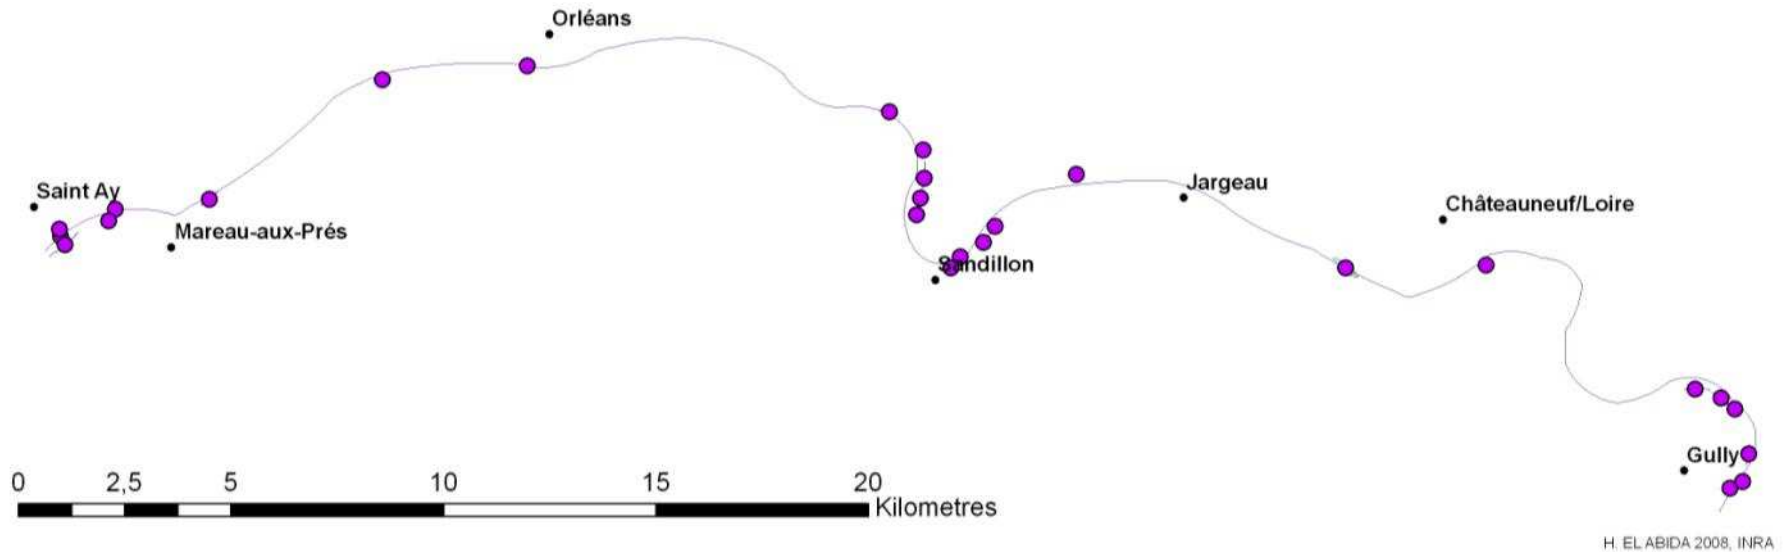 Orléans
Saint Ay
Mareau-aux-Prés
Jargeau
Châteauneuf/Loire
Sandillon
Gully
0 2,5 5 10 15 20
Kilometres
H. EL ABIDA 2008, INRA